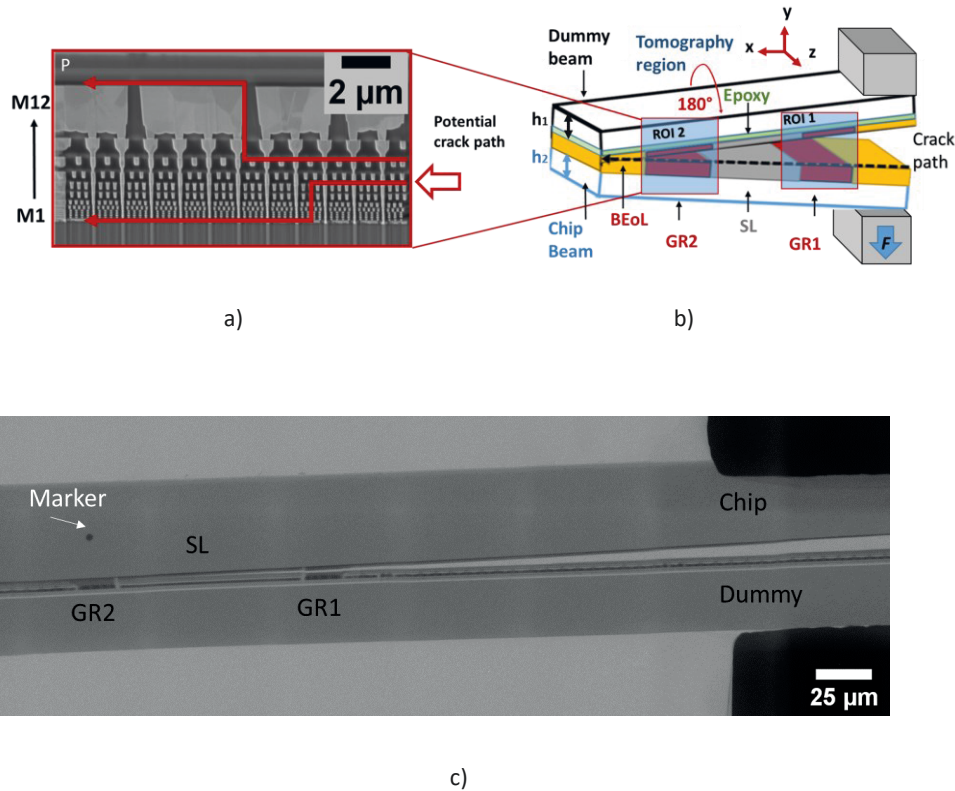 P
2 µm
M12
M1
Potential
crack path
a)
Dummy
beam
Tomography
region
y
x
z
180°
Epoxy
h1
h2
ROI 2
ROI 1
Crack
path
BEoL
SL
Chip
Beam
GR2
GR1
F
b)
Marker
SL
Chip
GR2
GR1
Dummy
25 µm
c)